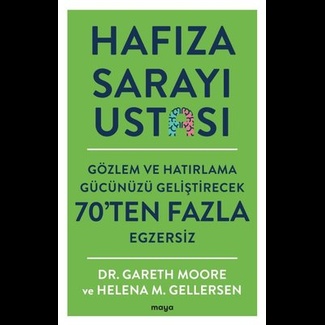 HAFIZA
SARAYI
USTASI
GÖZLEM VE HATIRLAMA
GÜCÜNÜZÜ GELİŞTİRECEK
70'TEN FAZLA
EGZERSİZ
DR. GARETH MOORE
ve HELENA M. GELLERSEN
maya